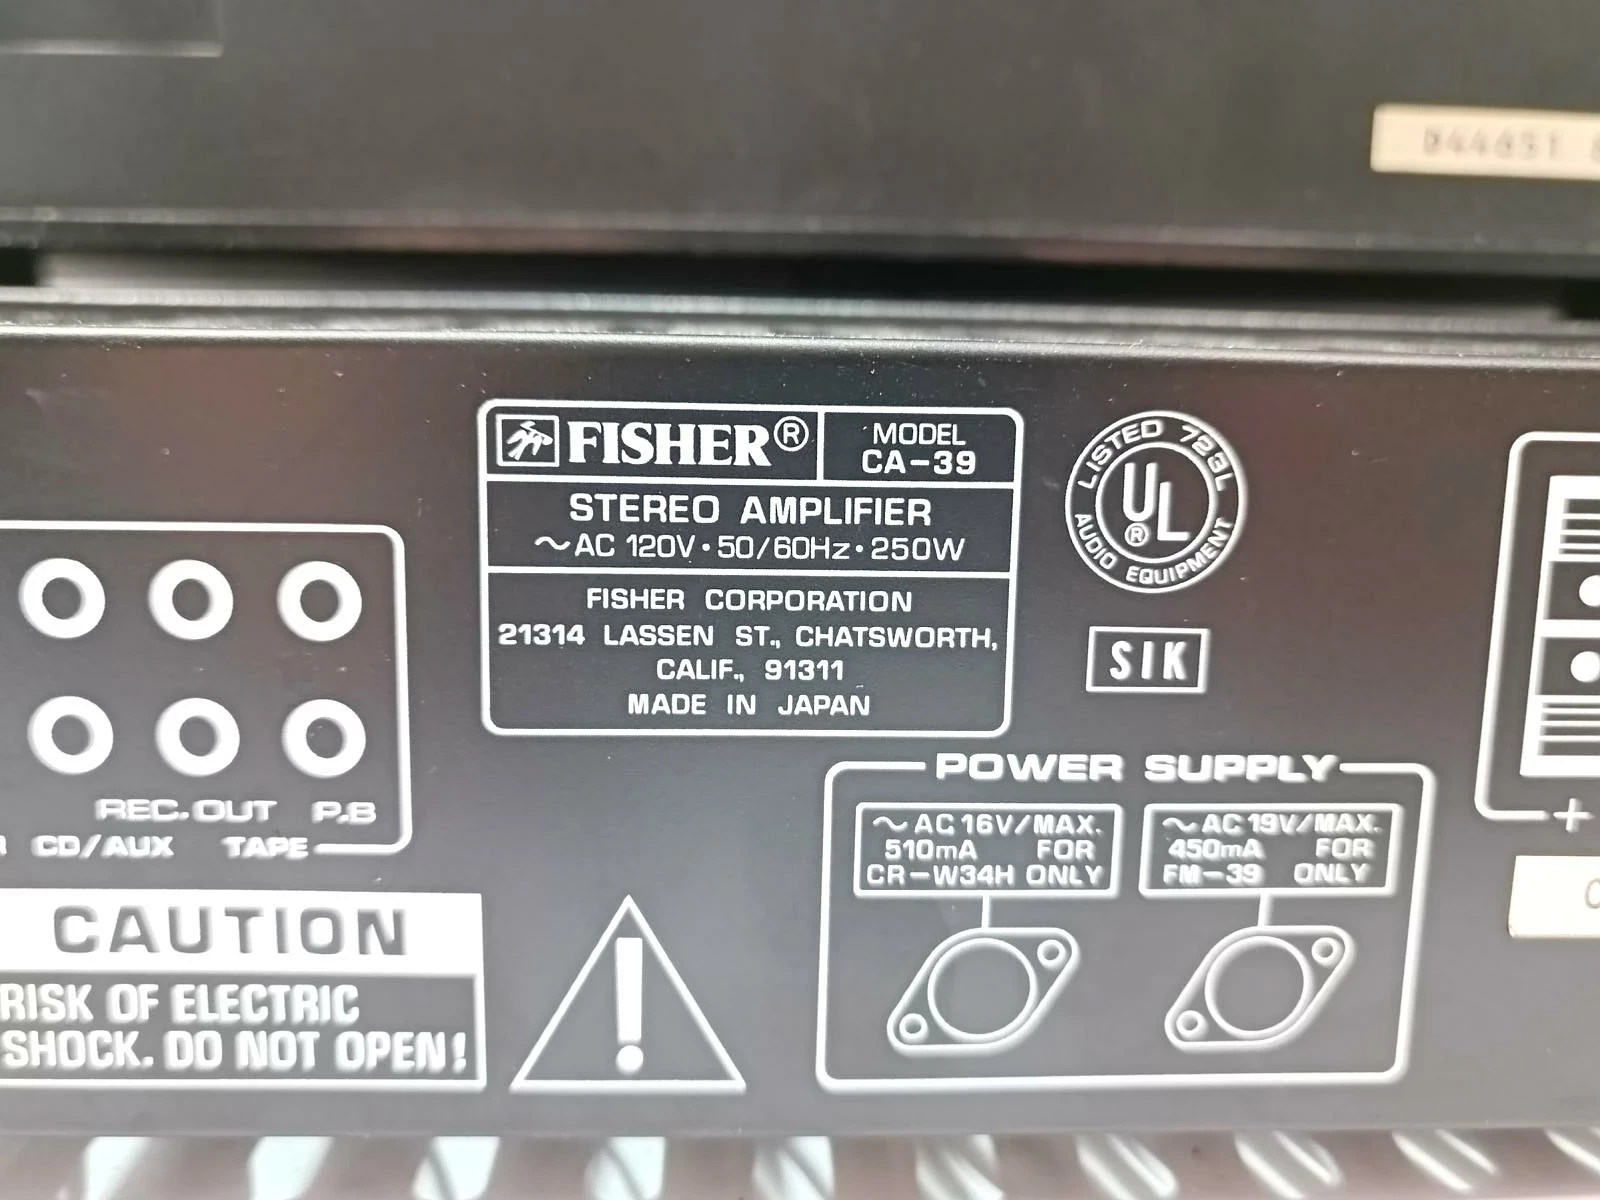 FISHER®
MODEL
CA-39
STEREO AMPLIFIER
~AC 120V·50/60Hz·250W
FISHER CORPORATION
21314 LASSEN ST., CHATSWORTH,
CALIF., 91311
MADE IN JAPAN
LISTED 723L
UL®
AUDIO EQUIPMENT
SIK
REC.OUT P.B
CD/AUX TAPE
CAUTION
RISK OF ELECTRIC
SHOCK. DO NOT OPEN!
!
POWER SUPPLY
~AC 16V/MAX.
510mA FOR
CR-W34H ONLY
~AC 19V/MAX.
450mA FOR
FM-39 ONLY
+